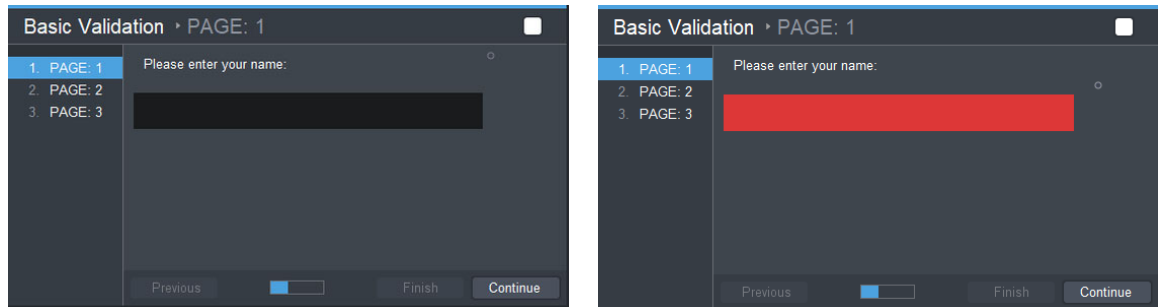 Basic Validation ‣ PAGE: 1
1. PAGE: 1
2. PAGE: 2
3. PAGE: 3
Please enter your name:
Previous
Finish
Continue
Basic Validation ‣ PAGE: 1
1. PAGE: 1
2. PAGE: 2
3. PAGE: 3
Please enter your name:
Previous
Finish
Continue